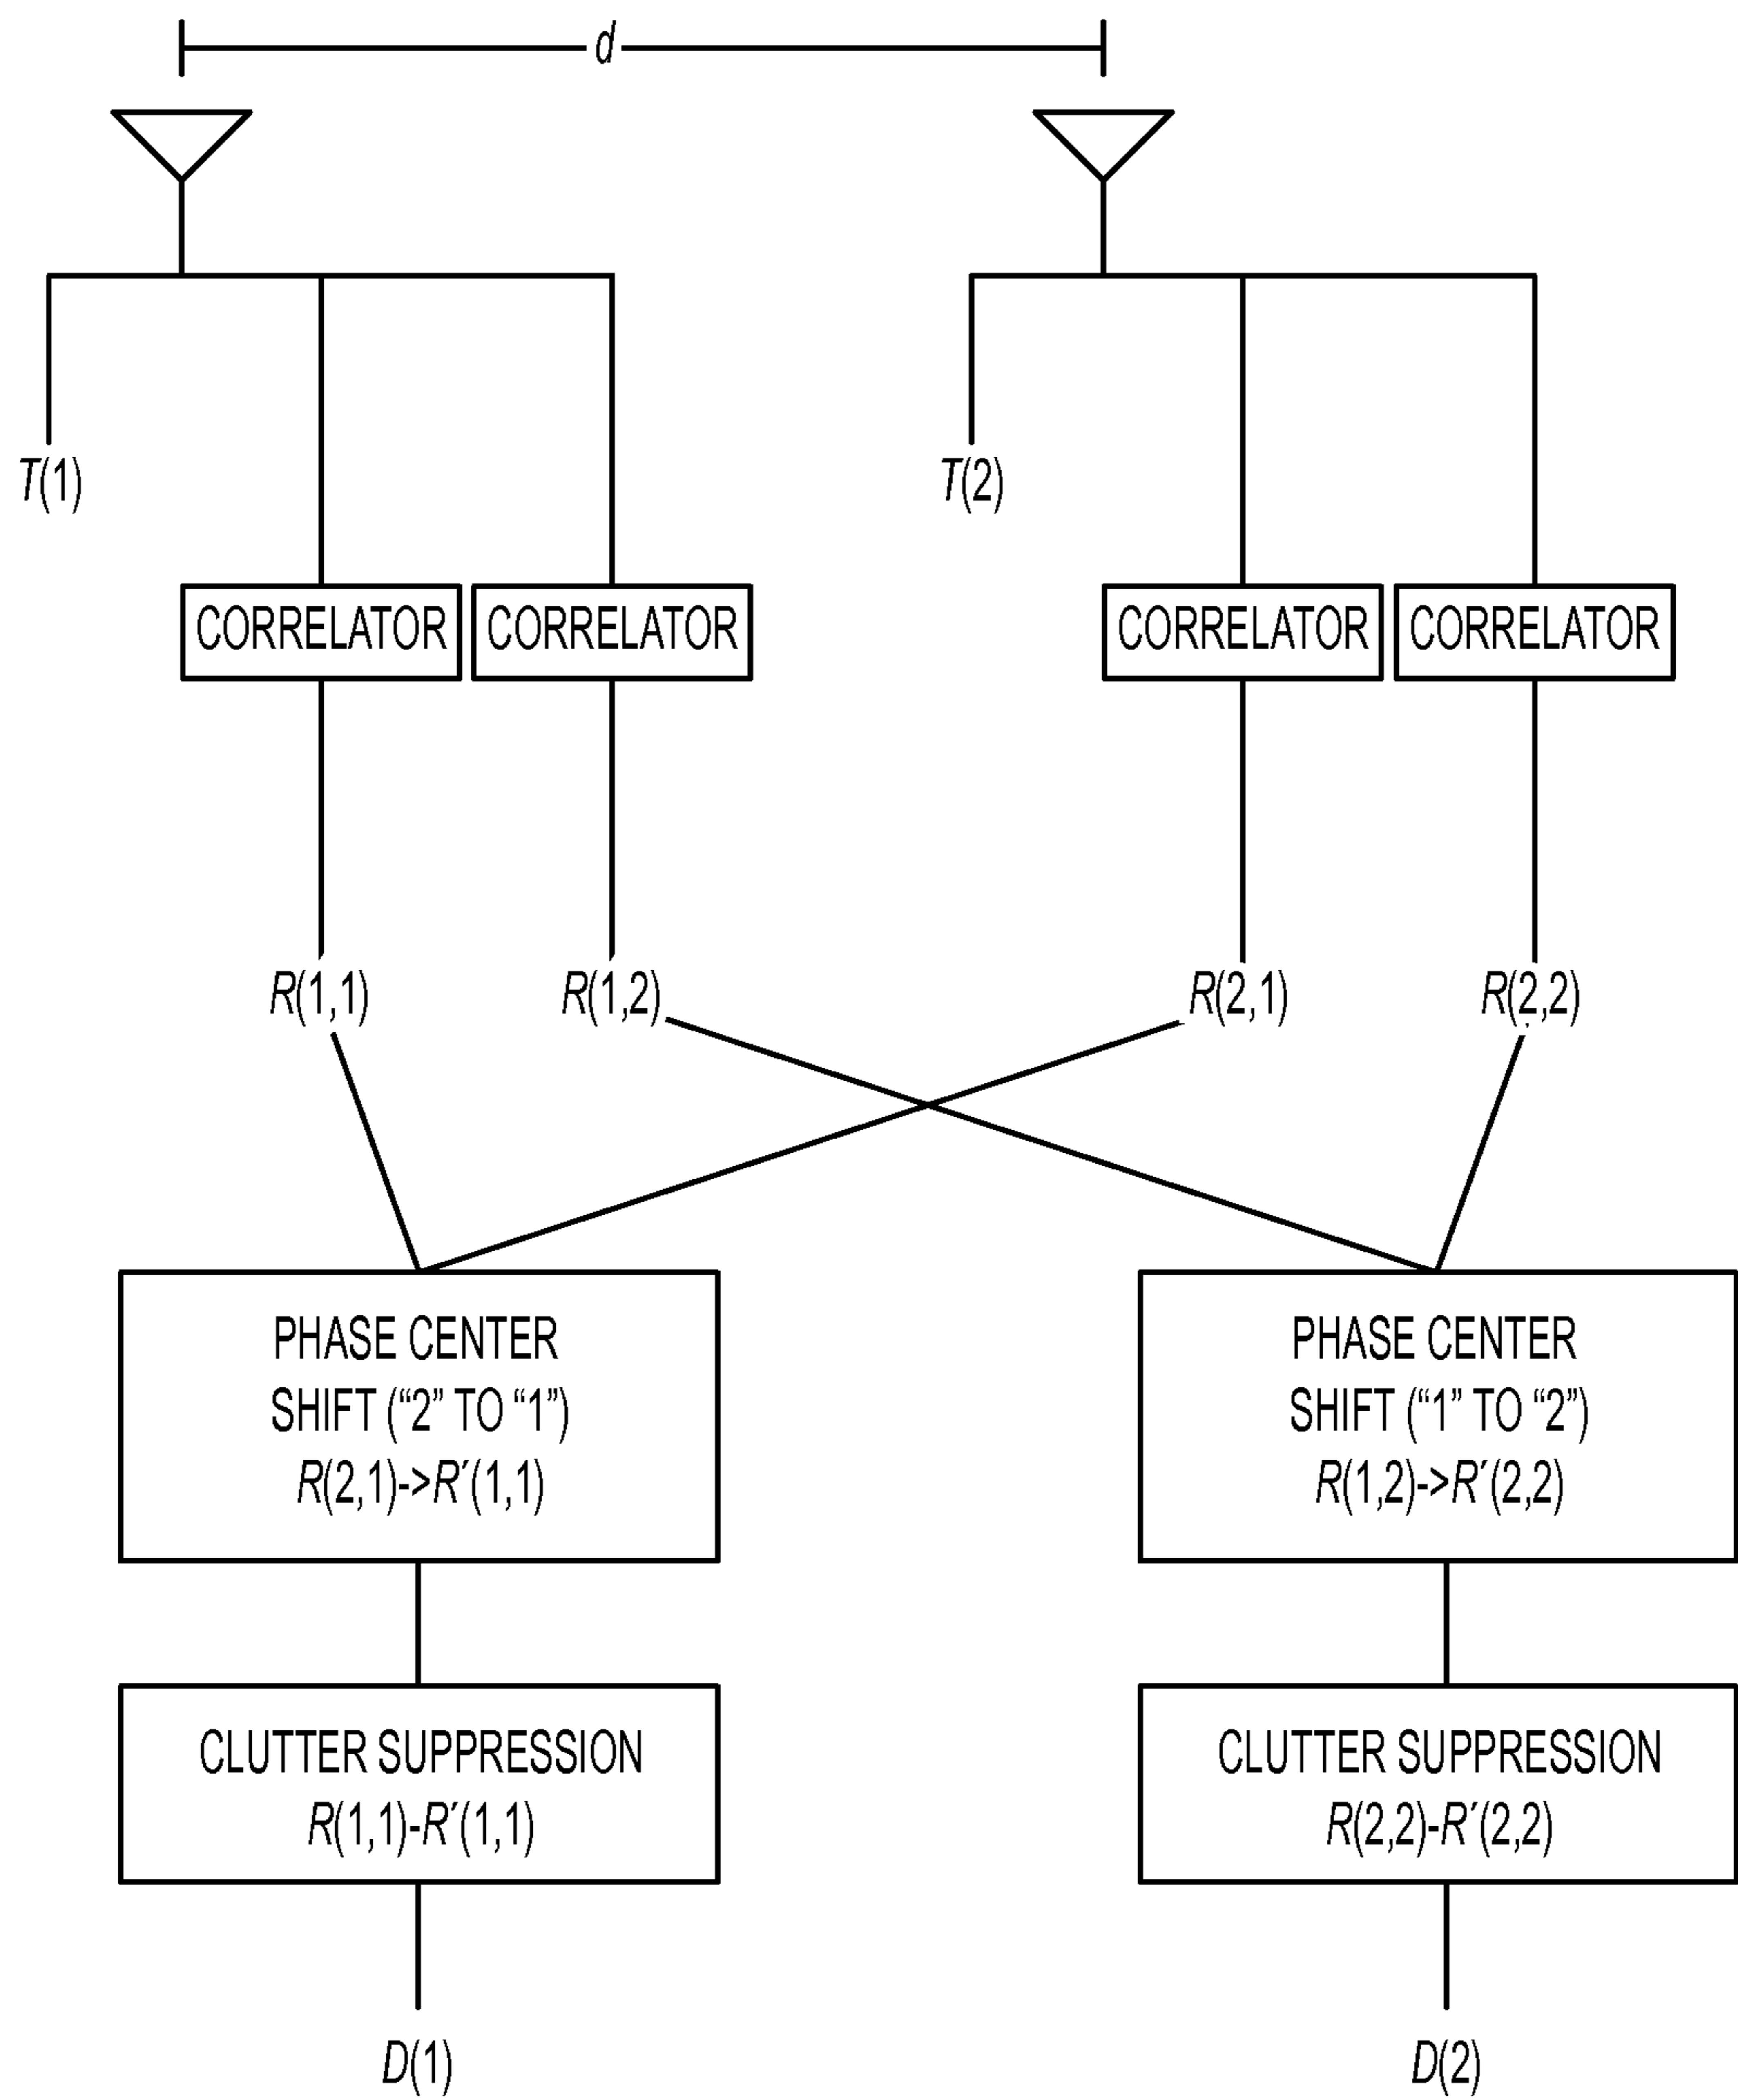 d
T(1)
T(2)
CORRELATOR
CORRELATOR
CORRELATOR
CORRELATOR
R(1,1)
R(1,2)
R(2,1)
R(2,2)
PHASE CENTER
SHIFT (“2” TO “1”)
R(2,1)->R′(1,1)
PHASE CENTER
SHIFT (“1” TO “2”)
R(1,2)->R′(2,2)
CLUTTER SUPPRESSION
R(1,1)-R′(1,1)
CLUTTER SUPPRESSION
R(2,2)-R′(2,2)
D(1)
D(2)